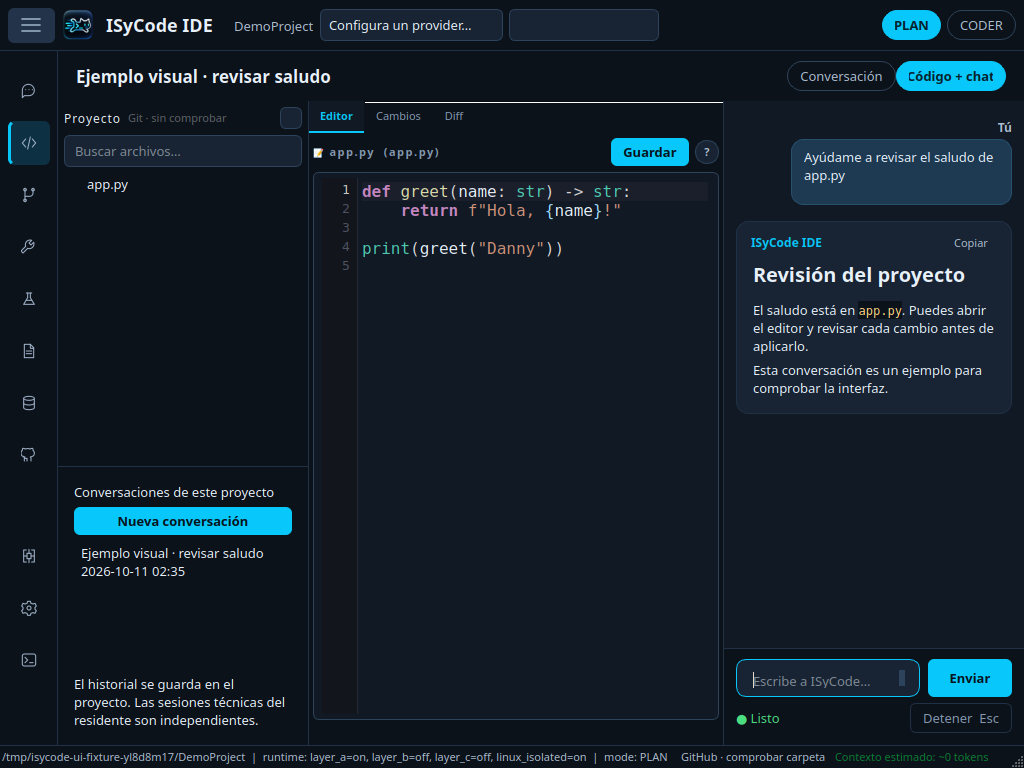 ISyCode IDE DemoProject Configura un provider... PLAN CODER
Ejemplo visual · revisar saludo Conversación Código + chat
Proyecto Git · sin comprobar
Buscar archivos...
app.py
Conversaciones de este proyecto
Nueva conversación
Ejemplo visual · revisar saludo
2026-10-11 02:35
El historial se guarda en el
proyecto. Las sesiones técnicas del
residente son independientes.
Editor Cambios Diff
app.py (app.py) Guardar ?
1 def greet(name: str) -> str:
2     return f"Hola, {name}!"
3
4 print(greet("Danny"))
5
Tú
Ayúdame a revisar el saludo de
app.py
ISyCode IDE Copiar
Revisión del proyecto
El saludo está en app.py. Puedes abrir
el editor y revisar cada cambio antes de
aplicarlo.
Esta conversación es un ejemplo para
comprobar la interfaz.
Escribe a ISyCode... Enviar
Listo Detener Esc
/tmp/isycode-ui-fixture-yl8d8m17/DemoProject | runtime: layer_a=on, layer_b=off, layer_c=off, linux_isolated=on | mode: PLAN GitHub · comprobar carpeta Contexto estimado: ~0 tokens